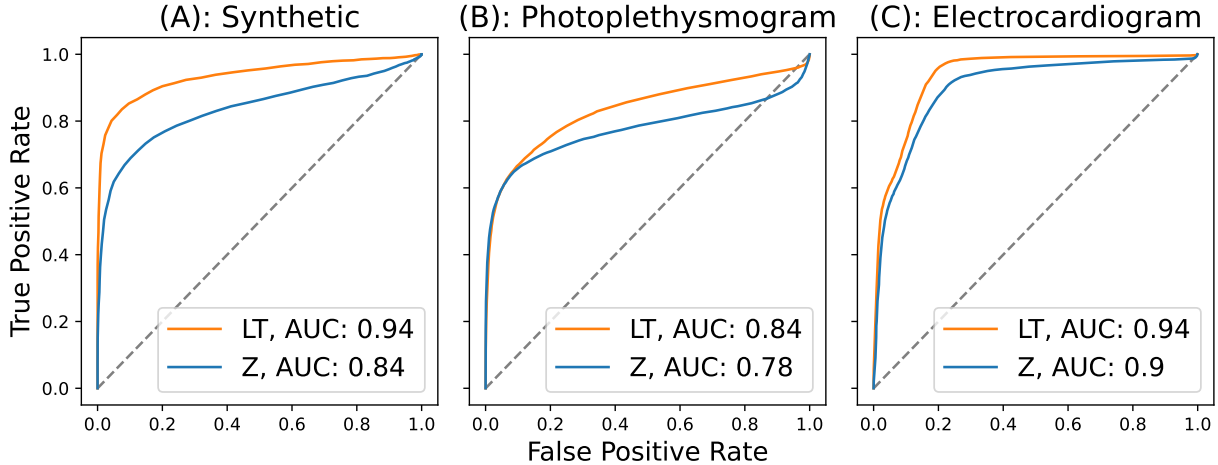 (A): Synthetic
(B): Photoplethysmogram
(C): Electrocardiogram
True Positive Rate
1.0
0.8
0.6
0.4
0.2
0.0
LT, AUC: 0.94
Z, AUC: 0.84
LT, AUC: 0.84
Z, AUC: 0.78
LT, AUC: 0.94
Z, AUC: 0.9
0.0 0.2 0.4 0.6 0.8 1.0
0.0 0.2 0.4 0.6 0.8 1.0
0.0 0.2 0.4 0.6 0.8 1.0
False Positive Rate